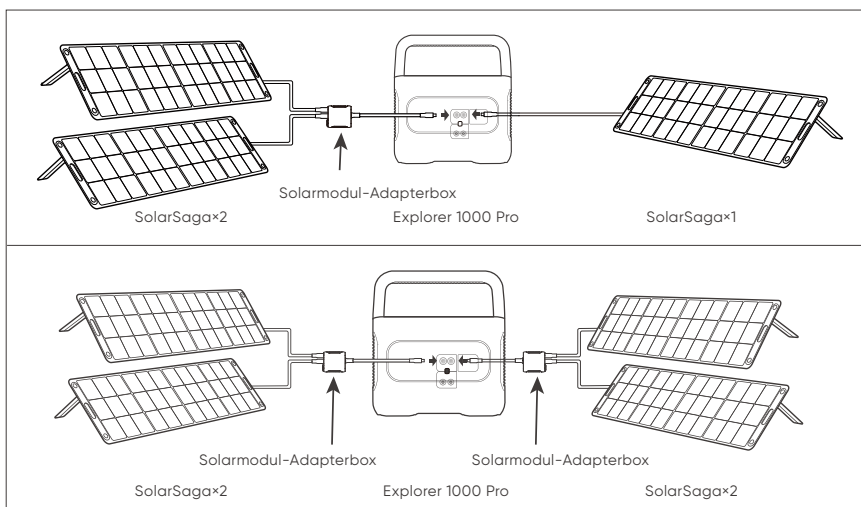 Solarmodul-Adapterbox
SolarSaga×2 Explorer 1000 Pro SolarSaga×1
Solarmodul-Adapterbox Solarmodul-Adapterbox
SolarSaga×2 Explorer 1000 Pro SolarSaga×2